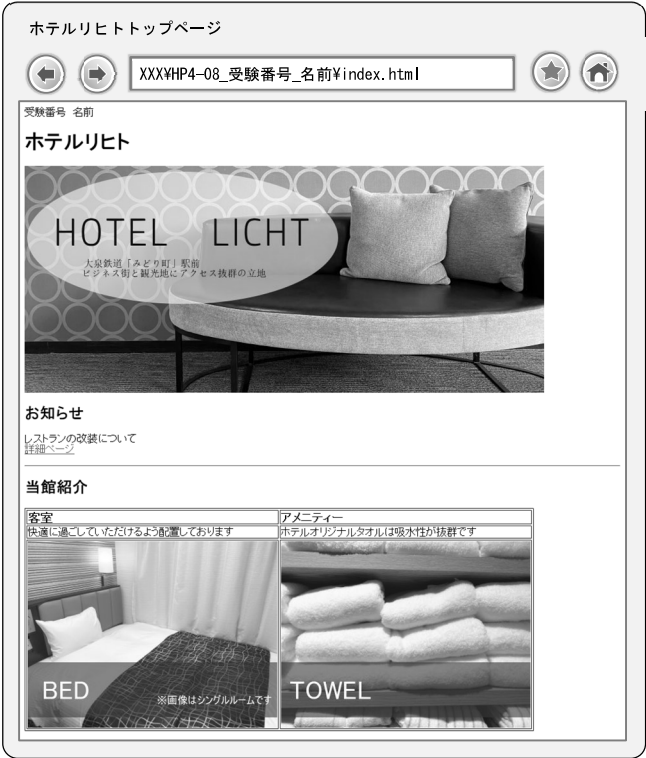 ホテルリヒトトップページ
XXX¥HP4-08_受験番号_名前¥index.html
受験番号 名前
ホテルリヒト
HOTEL LICHT
大泉鉄道「みどり町」駅前
ビジネス街と観光地にアクセス抜群の立地
お知らせ
レストランの改装について
詳細ページ
当館紹介
客室 アメニティー
快適に過ごしていただけるよう配置しております ホテルオリジナルタオルは吸水性が抜群です
BED ※画像はシングルルームです TOWEL